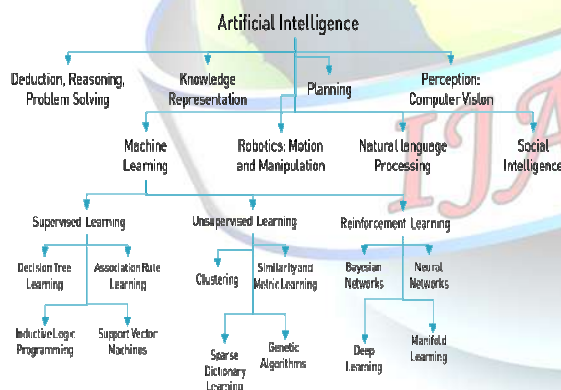 Artificial Intelligence
Deduction, Reasoning,
Problem Solving
Knowledge
Representation
Planning
Perception:
Computer Vision
Machine
Learning
Robotics: Motion
and Manipulation
Natural language
Processing
Social
Intelligence
IJA
Supervised Learning
Unsupervised Learning
Reinforcement Learning
Decision Tree
Learning
Association Rule
Learning
Clustering
Similarity and
Metric Learning
Bayesian
Networks
Neural
Networks
Inductive Logic
Programming
Support Vector
Machines
Sparse
Dictionary
Learning
Genetic
Algorithms
Deep
Learning
Manifold
Learning